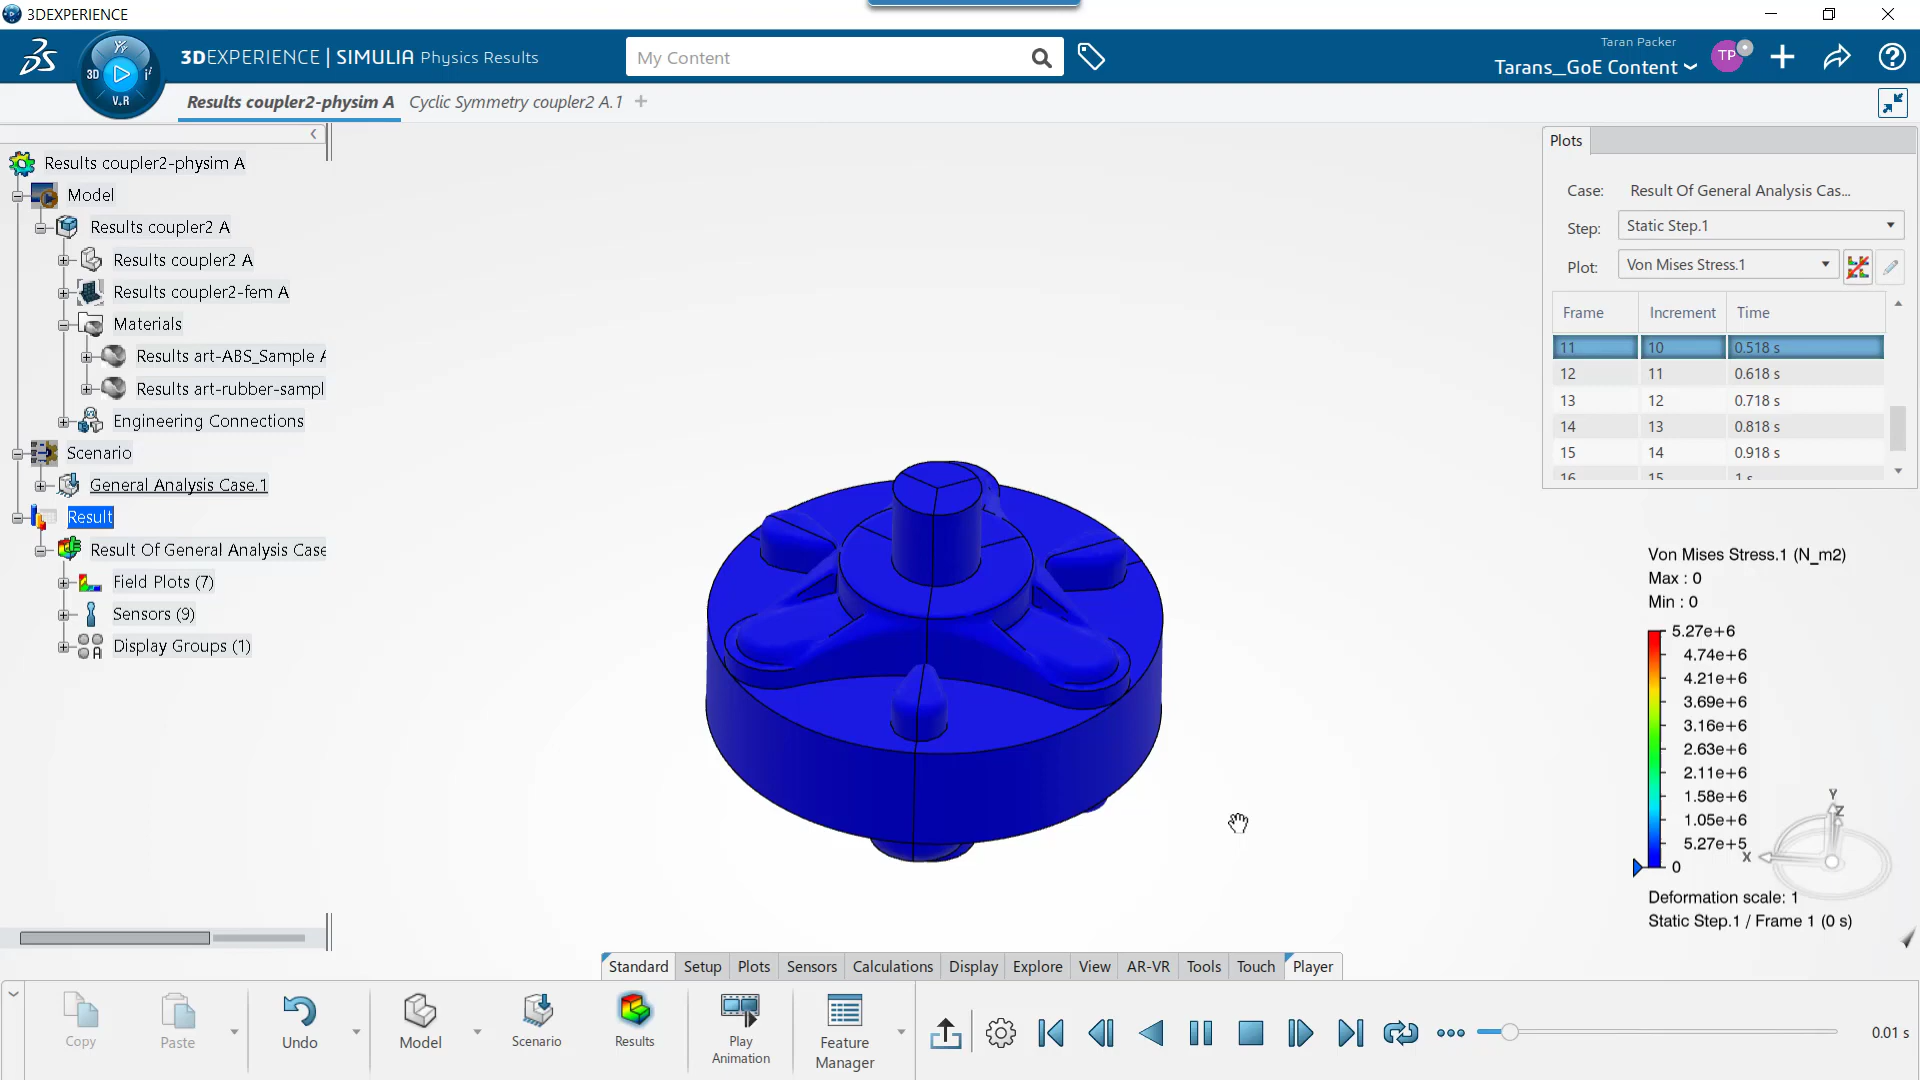 3DEXPERIENCE
3DEXPERIENCE | SIMULIA Physics Results
My Content
Taran Packer
Tarans_GoE Content
TP
3D
V.R
Results coupler2-physim A
Cyclic Symmetry coupler2 A.1
Results coupler2-physim A
Model
Results coupler2 A
Results coupler2 A
Results coupler2-fem A
Materials
Results art-ABS_Sample A
Results art-rubber-sampl
Engineering Connections
Scenario
General Analysis Case.1
Result
Result Of General Analysis Case
Field Plots (7)
Sensors (9)
Display Groups (1)
Plots
Case: Result Of General Analysis Cas...
Step: Static Step.1
Plot: Von Mises Stress.1
Frame Increment Time
11 10 0.518 s
12 11 0.618 s
13 12 0.718 s
14 13 0.818 s
15 14 0.918 s
16 15 1 s
Von Mises Stress.1 (N_m2)
Max : 0
Min : 0
5.27e+6
4.74e+6
4.21e+6
3.69e+6
3.16e+6
2.63e+6
2.11e+6
1.58e+6
1.05e+6
5.27e+5
0
Y
Z
X
Deformation scale: 1
Static Step.1 / Frame 1 (0 s)
Standard Setup Plots Sensors Calculations Display Explore View AR-VR Tools Touch Player
Copy
Paste
Undo
Model
Scenario
Results
Play Animation
Feature Manager
0.01 s